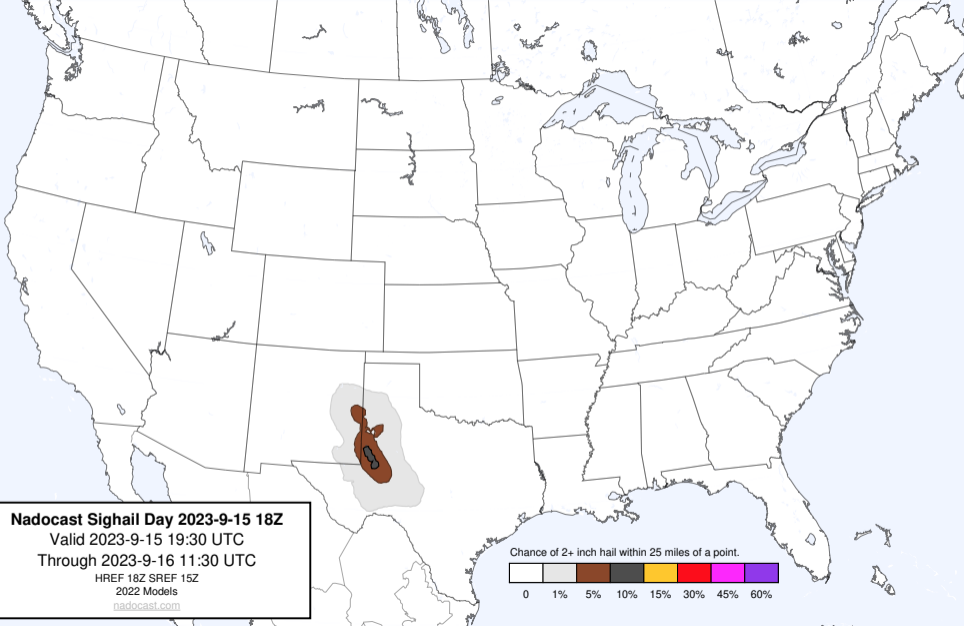 Nadocast Sighail Day 2023-9-15 18Z
Valid 2023-9-15 19:30 UTC
Through 2023-9-16 11:30 UTC
HREF 18Z SREF 15Z
2022 Models
nadocast.com
Chance of 2+ inch hail within 25 miles of a point.
0 1% 5% 10% 15% 30% 45% 60%